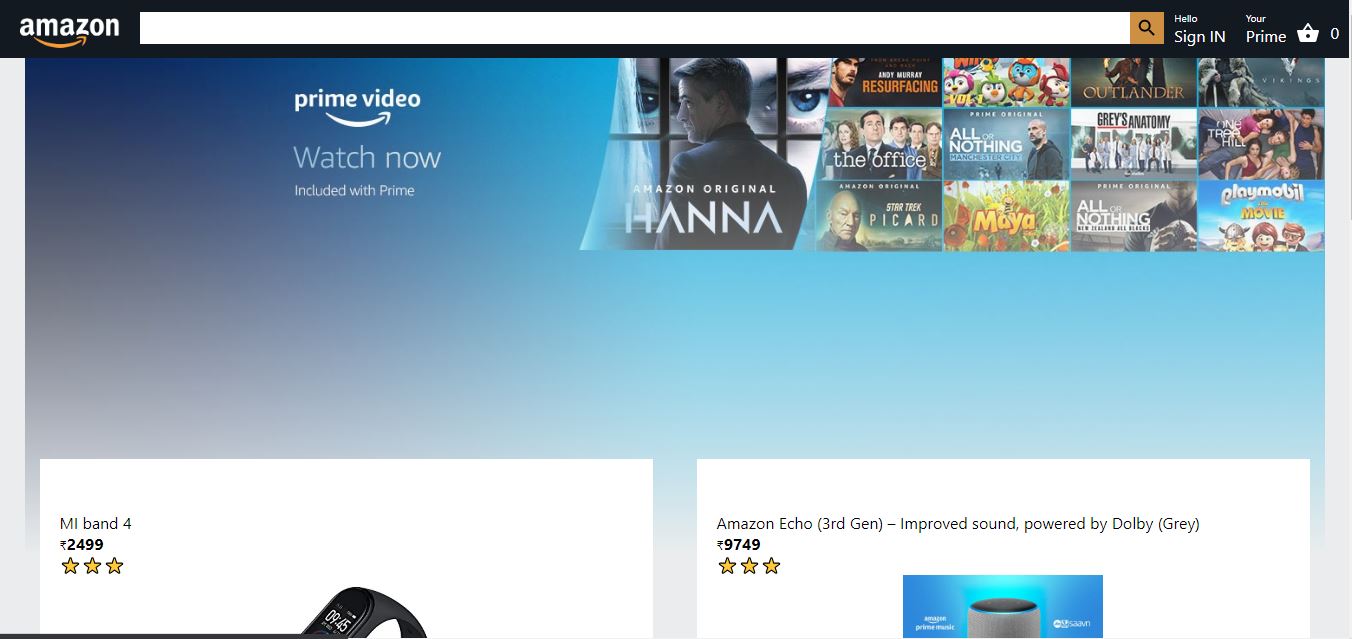 amazon
Hello
Sign IN
Your
Prime
0
prime video
Watch now
Included with Prime
AMAZON ORIGINAL
HANNA
FROM BREAK POINT
AND BACK
ANDY MURRAY
RESURFACING
VOL 1
OUTLANDER
VIKINGS
the office
PRIME ORIGINAL
ALL OR
NOTHING
MANCHESTER CITY
GREY'S ANATOMY
ONE
TREE
HILL
AMAZON ORIGINAL
STAR TREK
PICARD
Maya
PRIME ORIGINAL
ALL OR
NOTHING
NEW ZEALAND ALL BLACKS
playmobil
THE
MOVIE
MI band 4
₹2499
09:45
Amazon Echo (3rd Gen) – Improved sound, powered by Dolby (Grey)
₹9749
amazon
prime music
saavn